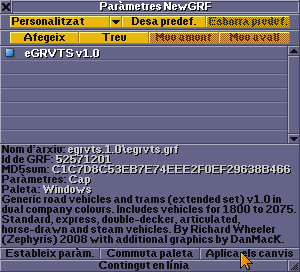 Paràmetres NewGRF
Personalitzat Desa predef. Esborra predef.
Afegeix Treu Mou amunt Mou avall
eGRVTS v1.0
Nom d'arxiu: egrvts.1.0\egrvts.grf
Id de GRF: 52571201
MD5sum: C1C7D8C53EB7E74EEE2F0EF29638B466
Paràmetres: Cap
Paleta: Windows
Generic road vehicles and trams (extended set) v1.0 in
dual company colours. Includes vehicles for 1800 to 2075.
Standard, express, double-decker, articulated,
horse-drawn and steam vehicles. By Richard Wheeler
(Zephyris) 2008 with additional graphics by DanMacK.
Estableix paràm. Commuta paleta Aplica els canvis
Contingut en línia